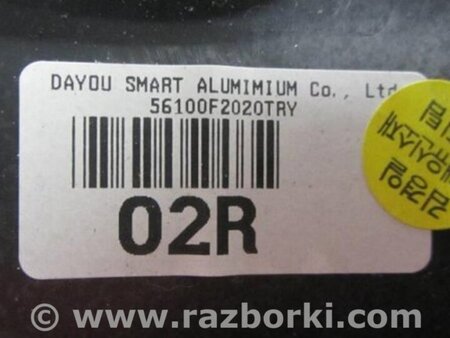 DAYOU SMART ALUMIMIUM Co., Ltd
56100F2020TRY
02R
© www.razborki.com